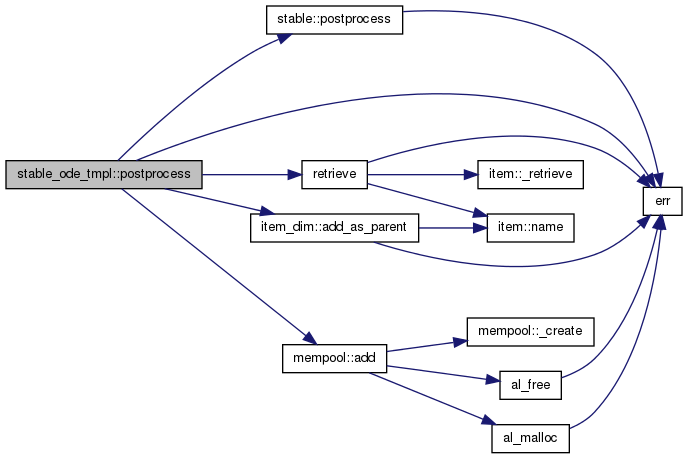 stable::postprocess
stable_ode_tmpl::postprocess
retrieve
item::_retrieve
err
item_dim::add_as_parent
item::name
mempool::_create
mempool::add
al_free
al_malloc